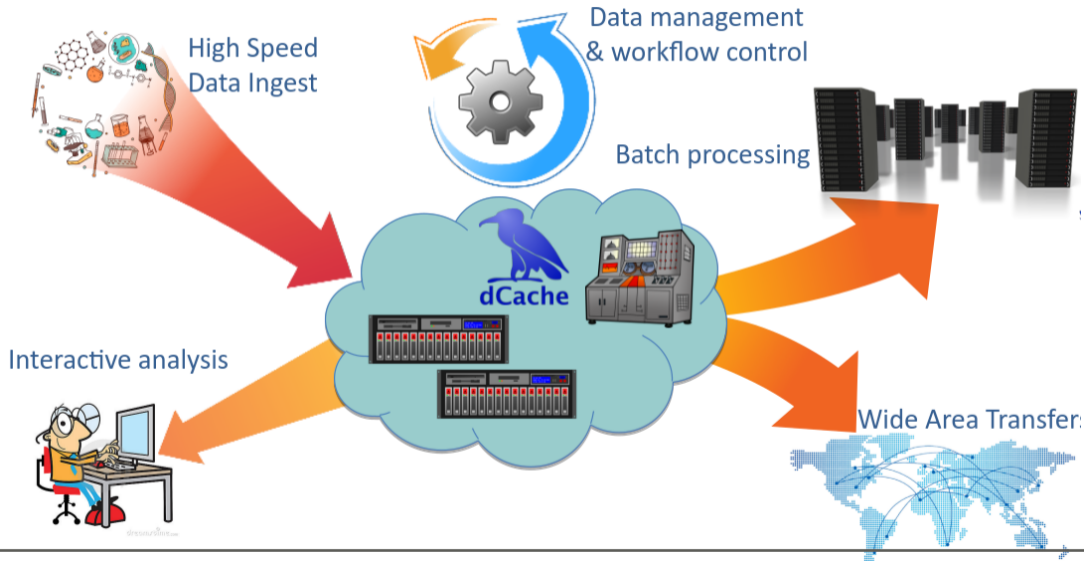 High Speed
Data Ingest
Data management
& workflow control
Batch processing
dCache
Interactive analysis
Wide Area Transfers